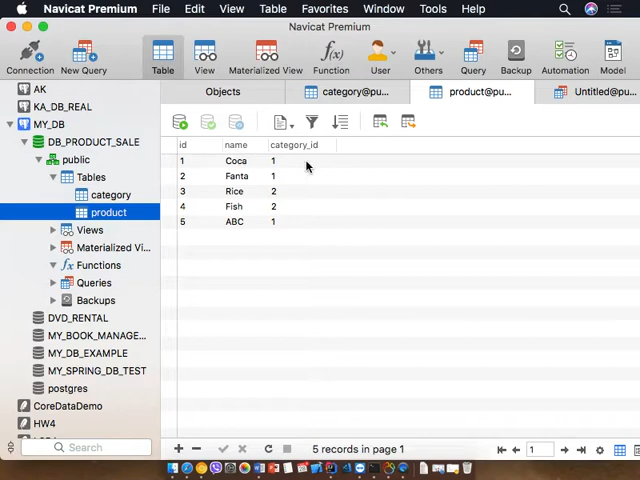 Navicat Premium File Edit View Table Favorites Window Tools Help
Navicat Premium
Connection New Query Table View Materialized View Function User Others Query Backup Automation Model
Objects category@pu... product@pu... Untitled@pu...
AK
KA_DB_REAL
MY_DB
DB_PRODUCT_SALE
public
Tables
category
product
Views
Materialized Vi...
Functions
Queries
Backups
DVD_RENTAL
MY_BOOK_MANAGE...
MY_DB_EXAMPLE
MY_SPRING_DB_TEST
postgres
CoreDataDemo
HW4
Search
id name category_id
1 Coca 1
2 Fanta 1
3 Rice 2
4 Fish 2
5 ABC 1
5 records in page 1
1